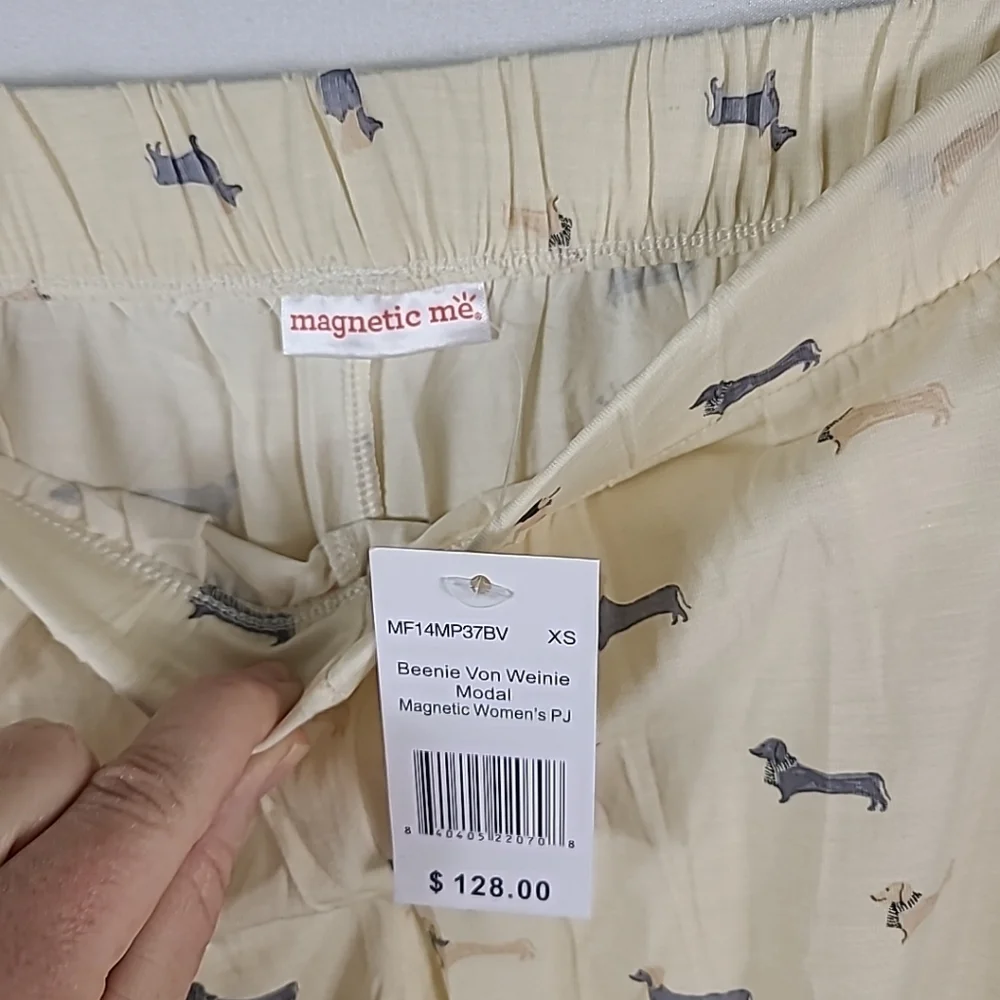 magnetic me®
MF14MP37BV XS
Beenie Von Weinie
Modal
Magnetic Women's PJ
8 40405 22070 8
$ 128.00